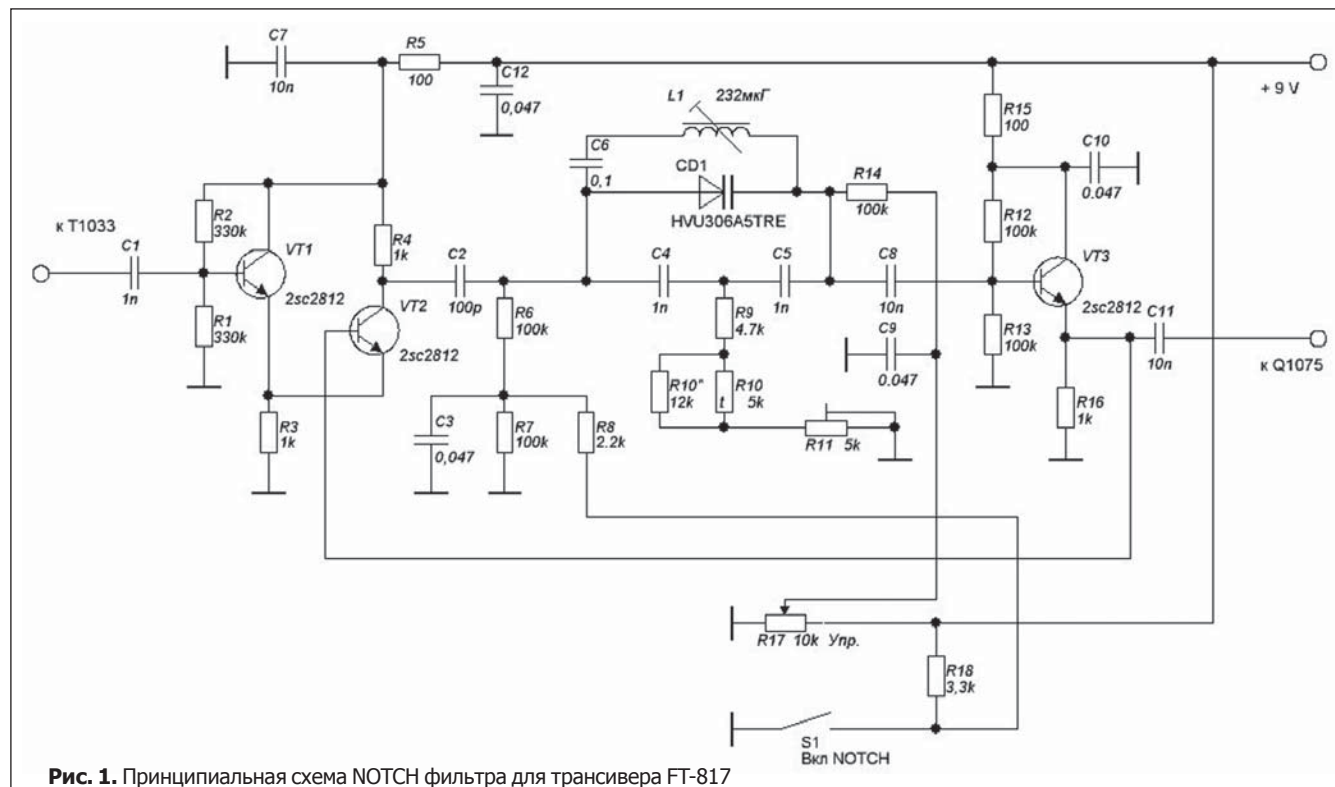 C7
10n
R5
100
C12
0,047
L1 232мкГ
+ 9 V
R15
100
C10
0.047
C6
0,1
CD1
HVU306A5TRE
R14
100k
к T1033
C1
1n
R2
330k
R1
330k
VT1
2sc2812
R4
1k
VT2
2sc2812
C2
100p
R6
100k
C4
1n
C5
1n
C8
10n
R12
100k
VT3
2sc2812
C11
10n
к Q1075
R9
4.7k
R10*
12k
R10
t 5k
C9
0.047
R13
100k
R16
1k
R3
1k
C3
0,047
R7
100k
R8
2.2k
R11 5k
R17 10k Упр.
R18
3,3k
S1
Вкл NOTCH
Рис. 1. Принципиальная схема NOTCH фильтра для трансивера FT-817